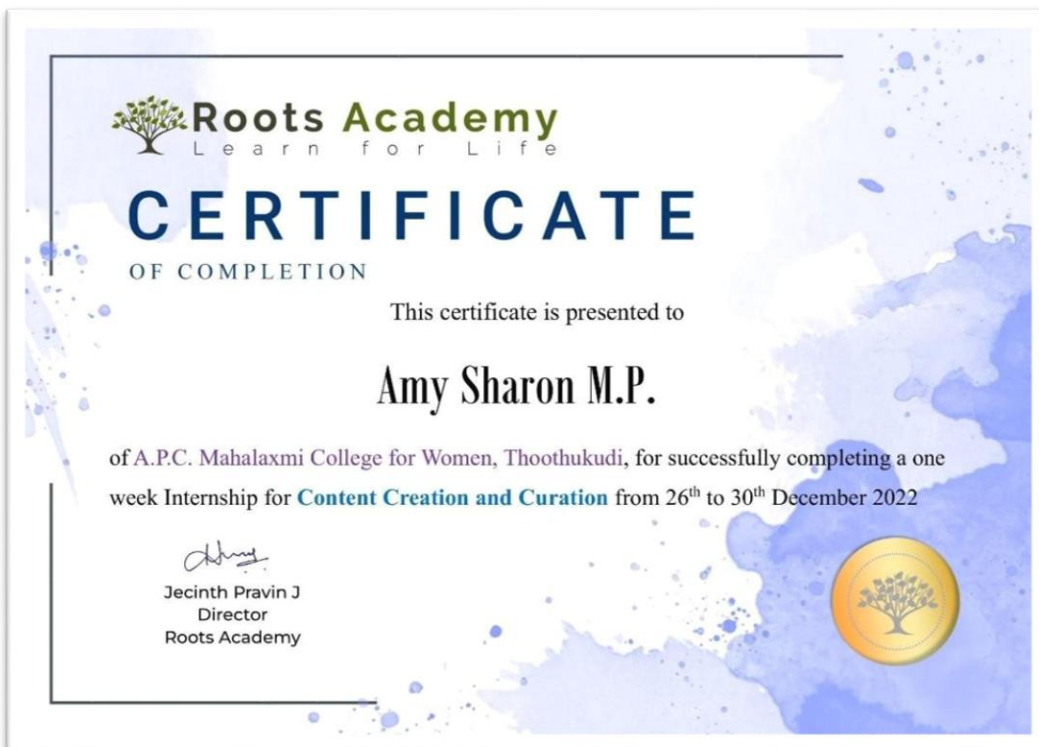 Roots Academy
Learn for Life
CERTIFICATE
OF COMPLETION
This certificate is presented to
Amy Sharon M.P.
of A.P.C. Mahalaxmi College for Women, Thoothukudi, for successfully completing a one
week Internship for Content Creation and Curation from 26th to 30th December 2022
Jecinth Pravin J
Director
Roots Academy